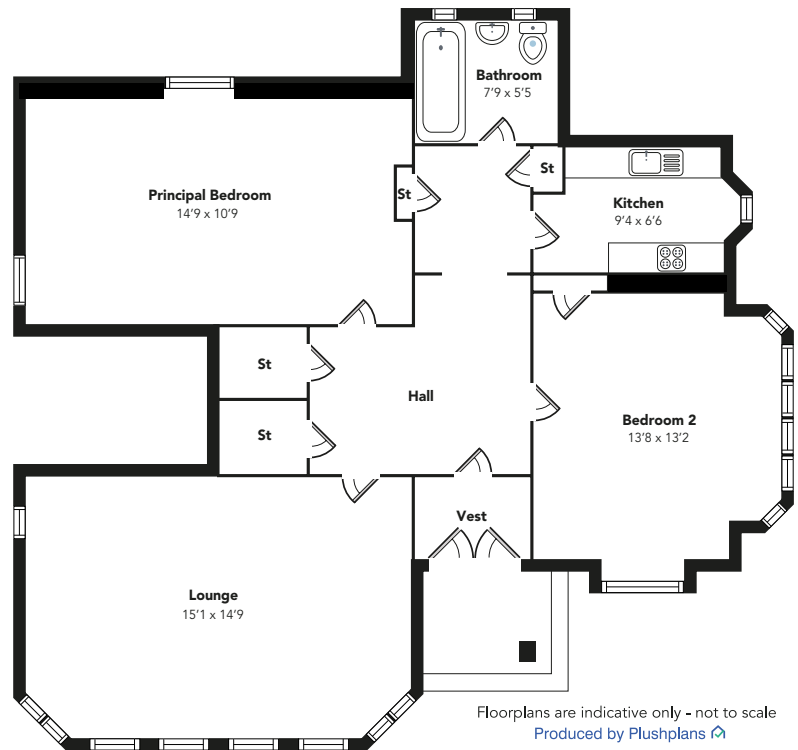 Bathroom
7'9 x 5'5
St
St
Principal Bedroom
14'9 x 10'9
Kitchen
9'4 x 6'6
St
St
Hall
Bedroom 2
13'8 x 13'2
Vest
Lounge
15'1 x 14'9
Floorplans are indicative only - not to scale
Produced by Plushplans